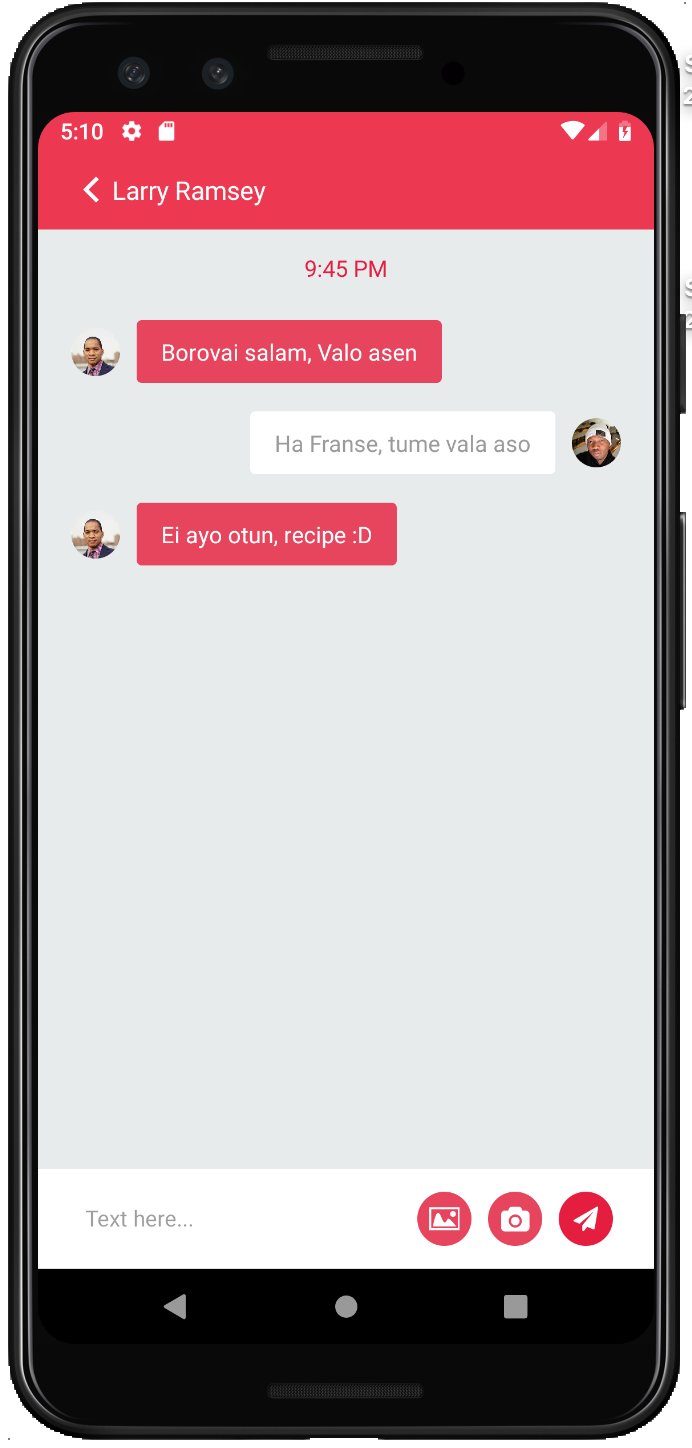 5:10
Larry Ramsey
9:45 PM
Borovai salam, Valo asen
Ha Franse, tume vala aso
Ei ayo otun, recipe :D
Text here...